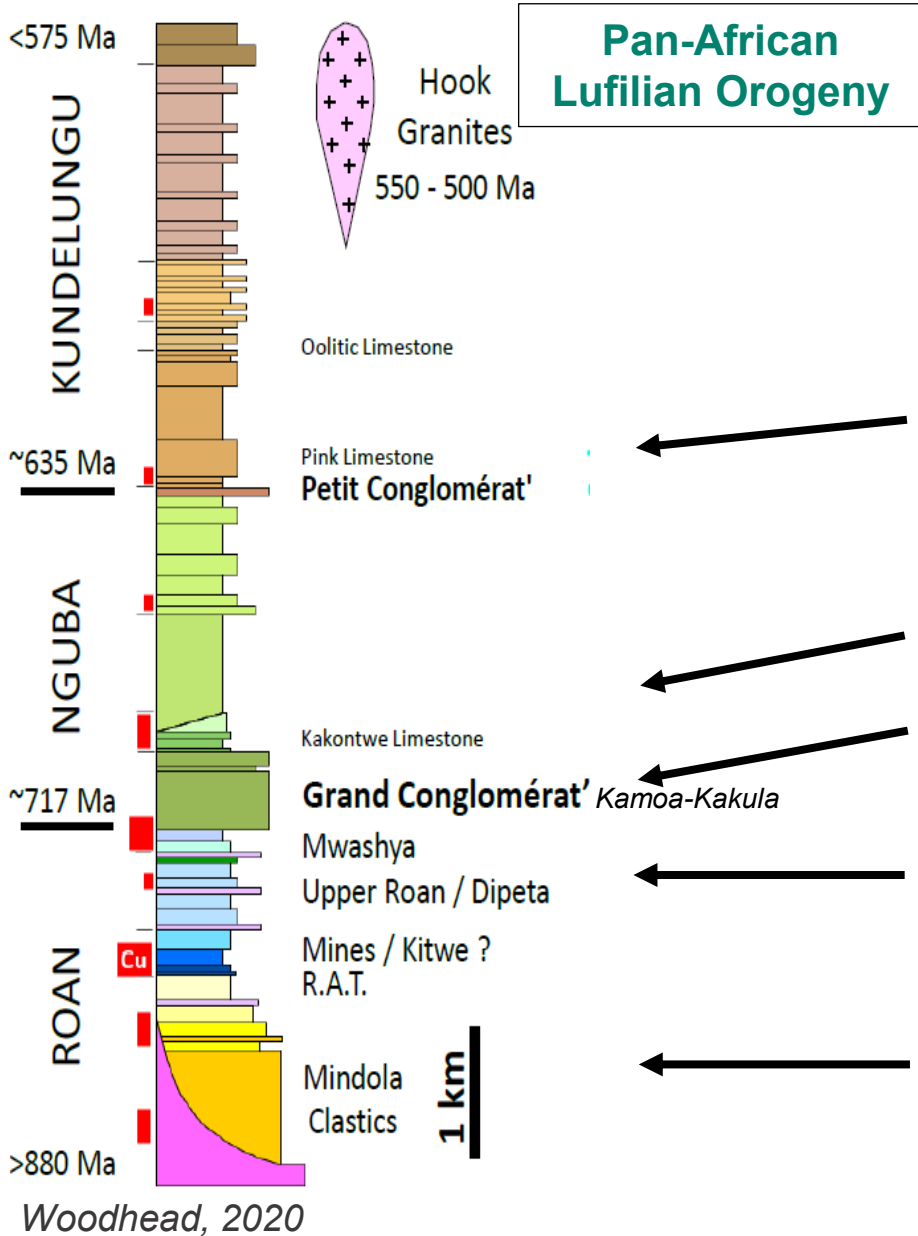 <575 Ma
Pan-African
Lufilian Orogeny
Hook
Granites
550 - 500 Ma
KUNDELUNGU
Oolitic Limestone
~635 Ma
Pink Limestone
Petit Conglomérat'
NGUBA
Kakontwe Limestone
~717 Ma
Grand Conglomérat’ Kamoa-Kakula
Mwashya
Upper Roan / Dipeta
ROAN
Cu
Mines / Kitwe ?
R.A.T.
Mindola
Clastics
1 km
>880 Ma
Woodhead, 2020